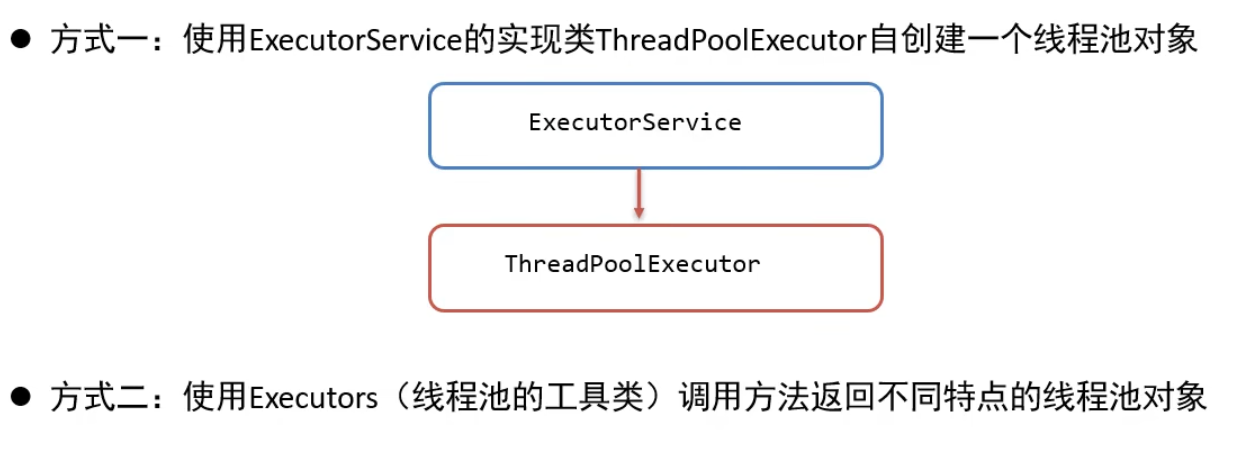 ● 方式一：使用ExecutorService的实现类ThreadPoolExecutor自创建一个线程池对象
ExecutorService
ThreadPoolExecutor
● 方式二：使用Executors（线程池的工具类）调用方法返回不同特点的线程池对象